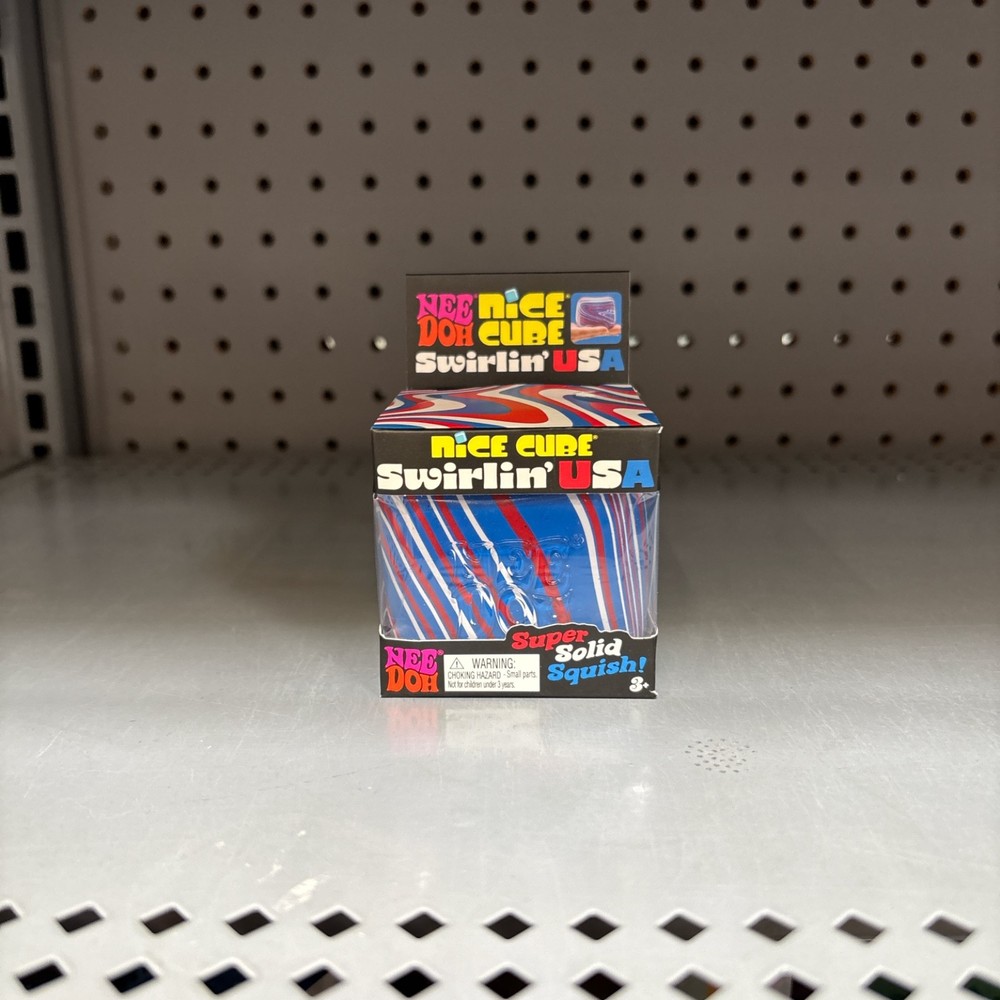 NEE DOH
NiCE CUBE
Swirlin' USA
NiCE CUBE
Swirlin' USA
Super
Solid
Squish!
NEE DOH
WARNING:
CHOKING HAZARD - Small parts.
Not for children under 3 years.
3+